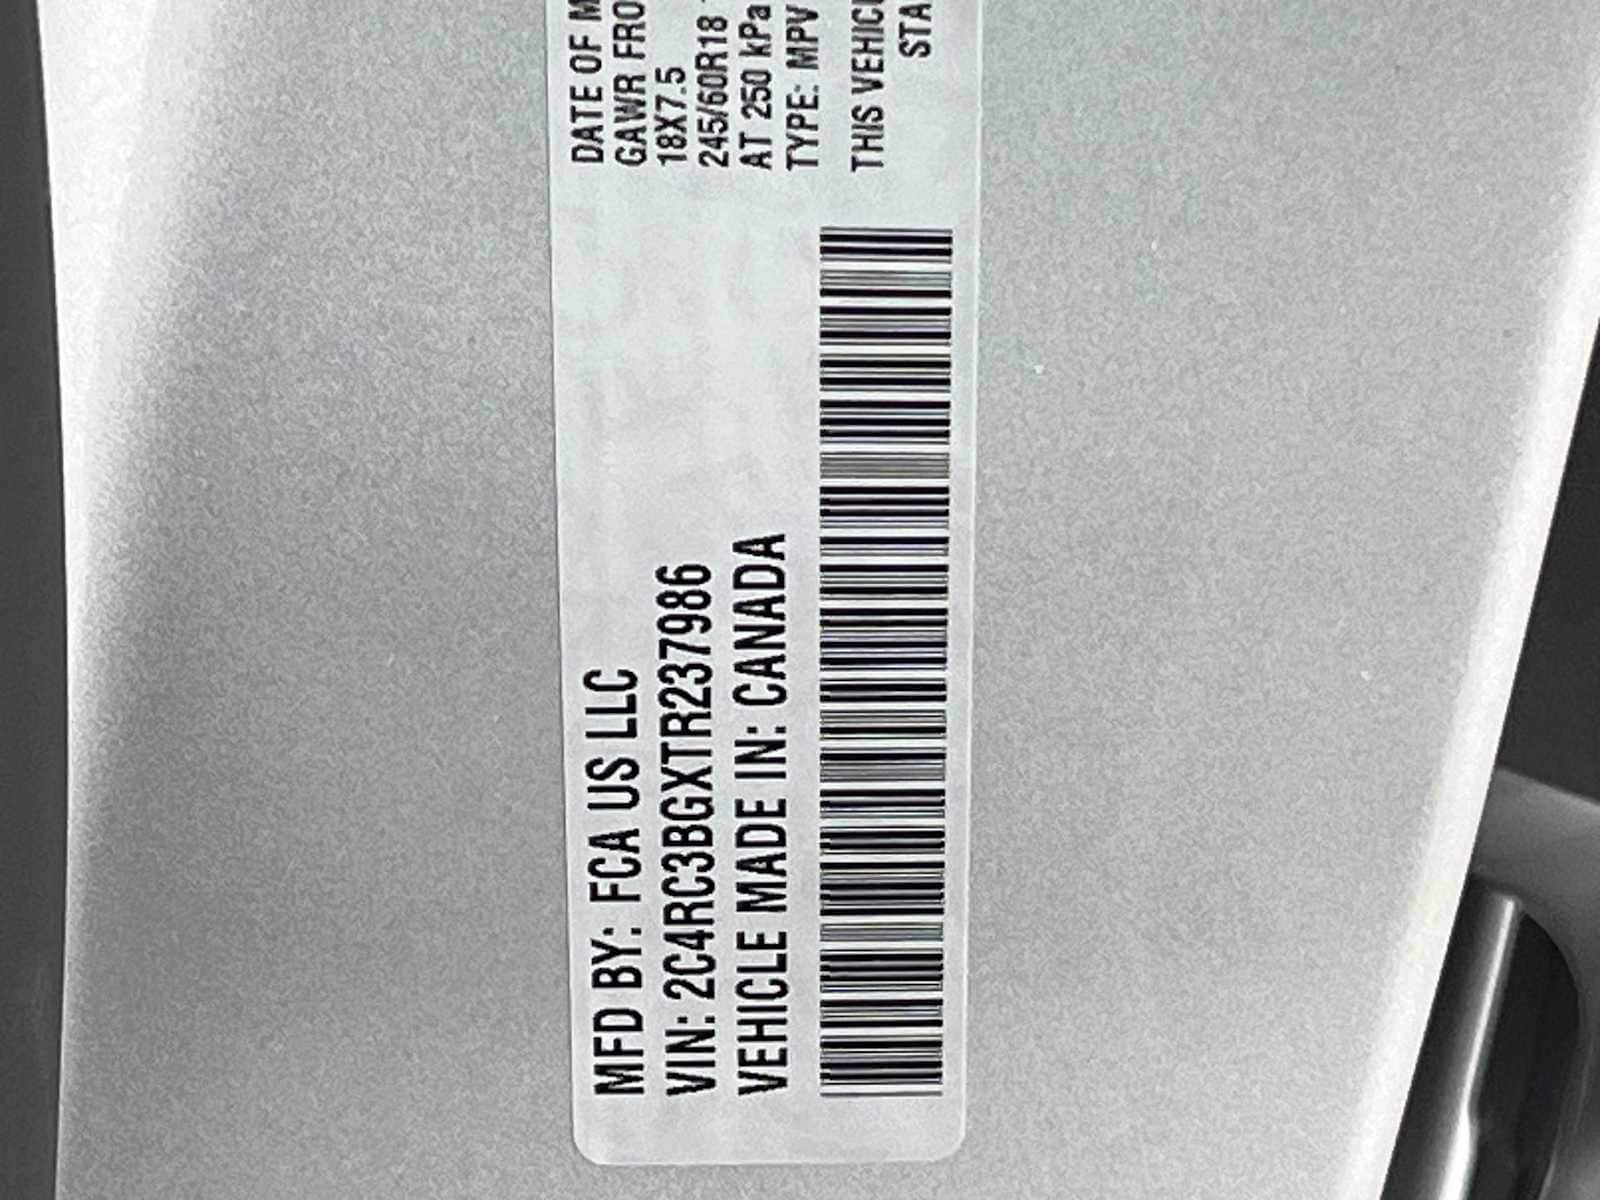 MFD BY: FCA US LLC
VIN: 2C4RC3BGXTR237986
VEHICLE MADE IN: CANADA
DATE OF M
GAWR FRO
18X7.5
245/60R18
AT 250 kPa
TYPE: MPV
THIS VEHICL
STA